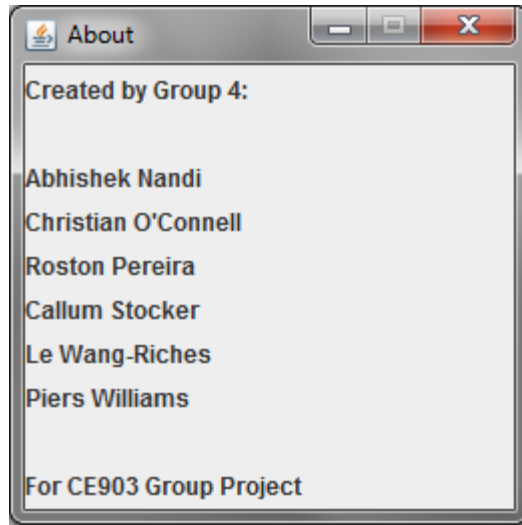 About
Created by Group 4:
Abhishek Nandi
Christian O'Connell
Roston Pereira
Callum Stocker
Le Wang-Riches
Piers Williams
For CE903 Group Project